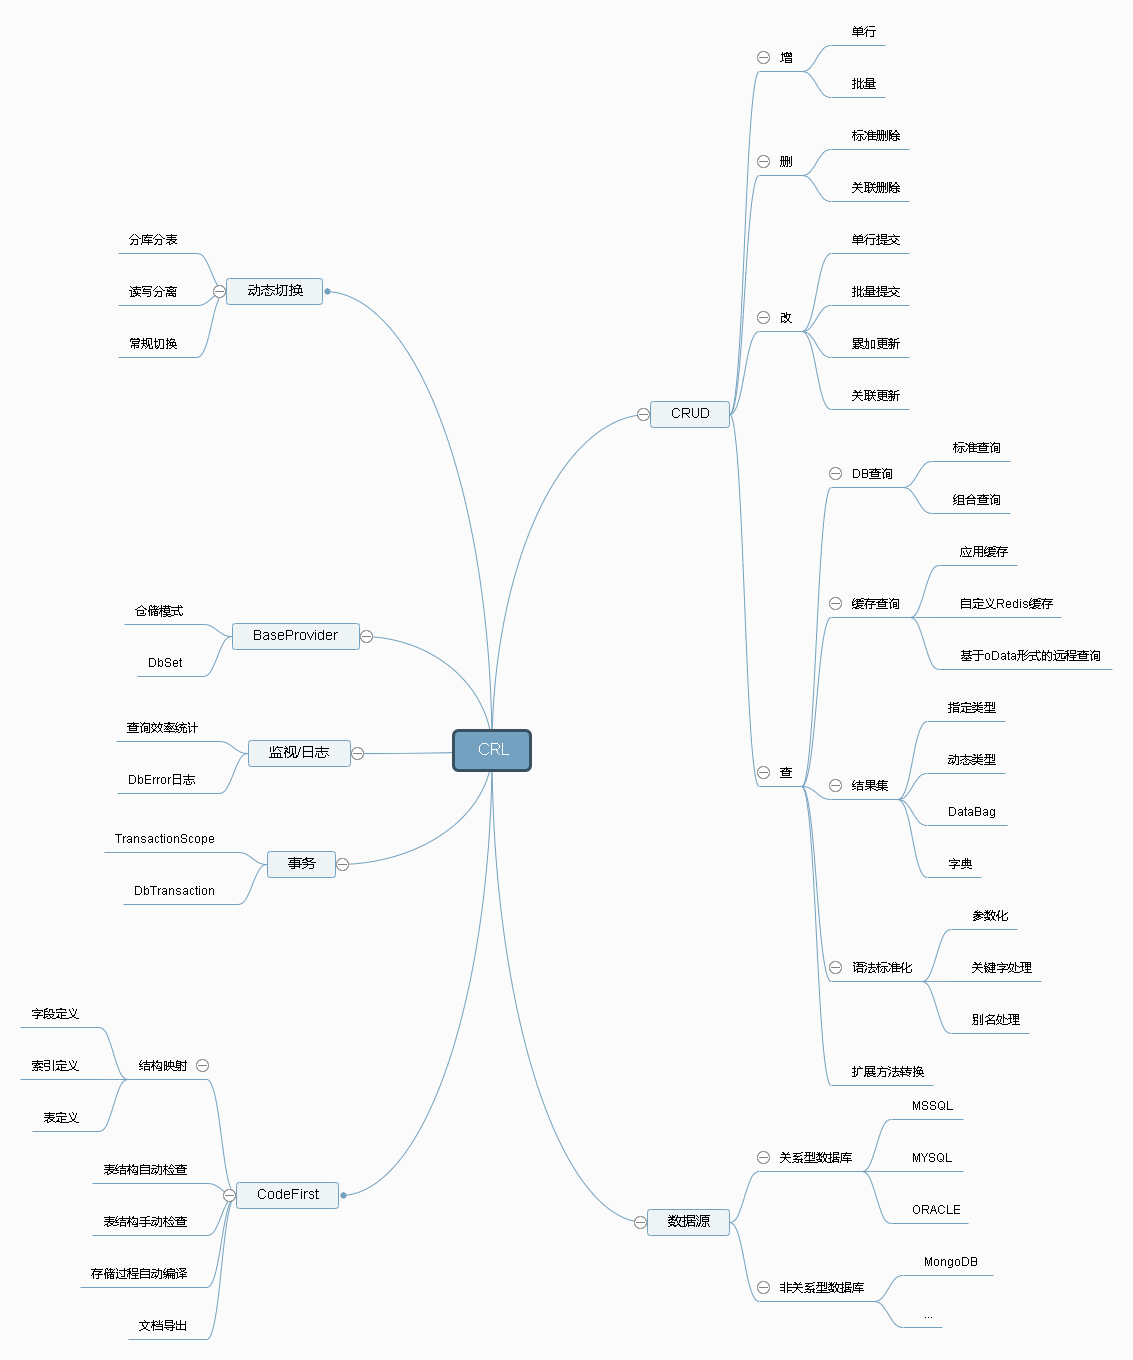 CRL
CRUD
增
单行
批量
删
标准删除
关联删除
改
单行提交
批量提交
累加更新
关联更新
查
DB查询
标准查询
组合查询
缓存查询
应用缓存
自定义Redis缓存
基于oData形式的远程查询
结果集
指定类型
动态类型
DataBag
字典
语法标准化
参数化
关键字处理
别名处理
扩展方法转换
数据源
关系型数据库
MSSQL
MYSQL
ORACLE
非关系型数据库
MongoDB
...
动态切换
分库分表
读写分离
常规切换
BaseProvider
仓储模式
DbSet
监视/日志
查询效率统计
DbError日志
事务
TransactionScope
DbTransaction
CodeFirst
结构映射
字段定义
索引定义
表定义
表结构自动检查
表结构手动检查
存储过程自动编译
文档导出